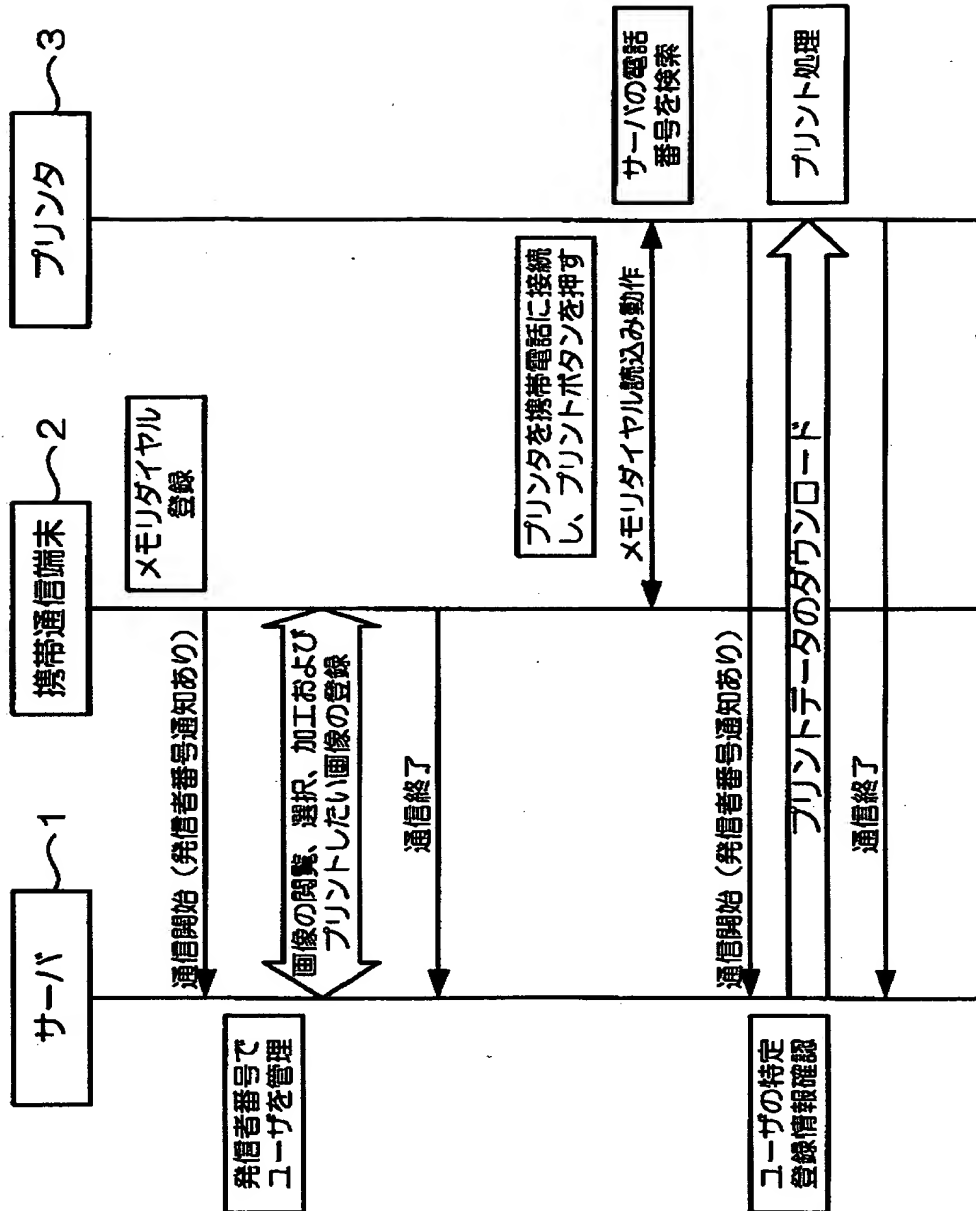 サーバ
1
携帯通信端末
2
プリンタ
3
メモリダイヤル
登録
通信開始（発信者番号通知あり）
発信者番号で
ユーザを管理
画像の閲覧、選択、加工および
プリントしたい画像の登録
通信終了
プリンタを携帯電話に接続
し、プリントボタンを押す
メモリダイヤル読込み動作
サーバの電話
番号を検索
通信開始（発信者番号通知あり）
ユーザの特定
登録情報確認
プリントデータのダウンロード
プリント処理
通信終了